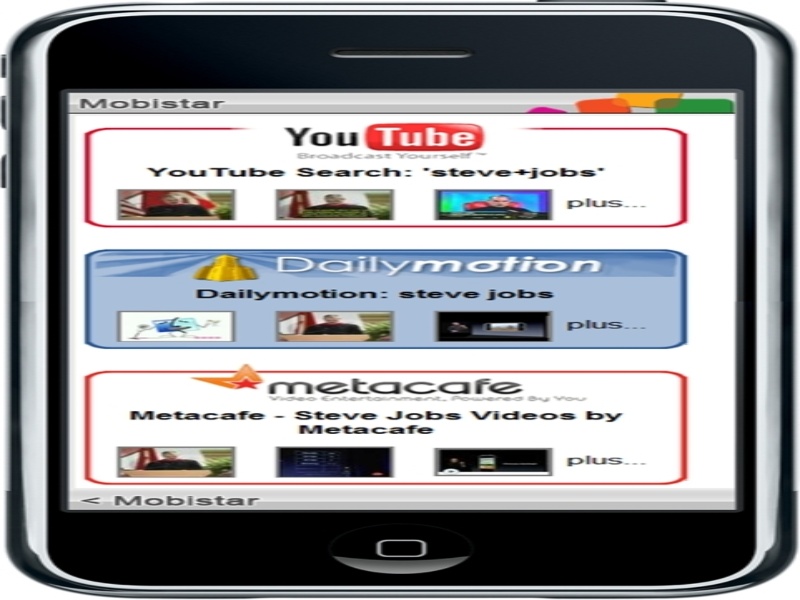 Mobistar
YouTube
Broadcast Yourself™
YouTube Search: 'steve+jobs'
plus...
Dailymotion
Dailymotion: steve jobs
plus...
metacafe
Video Entertainment, Powered By You
Metacafe - Steve Jobs Videos by
Metacafe
plus...
< Mobistar